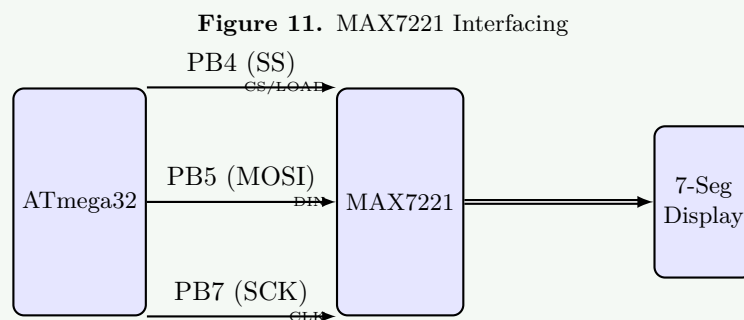 Figure 11. MAX7221 Interfacing
PB4 (SS)
CS/LOAD
ATmega32
PB5 (MOSI)
DIN
MAX7221
7-Seg
Display
PB7 (SCK)
CLK